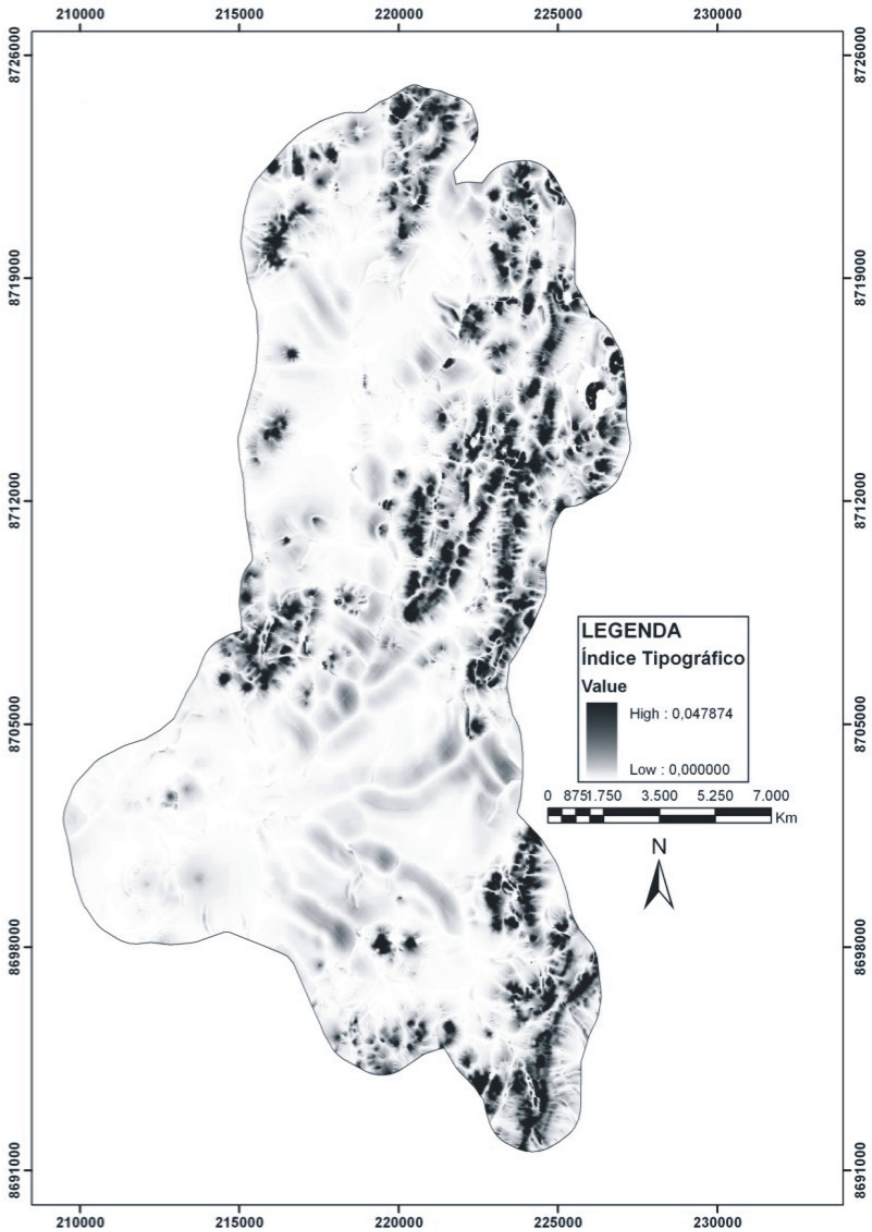 210000 215000 220000 225000 230000
8726000 8726000
8719000 8719000
8712000 8712000
LEGENDA
Índice Tipográfico
Value
High : 0,047874
Low : 0,000000
8705000 8705000
0 8751.750 3.500 5.250 7.000
Km
N
8698000 8698000
8691000 8691000
210000 215000 220000 225000 230000